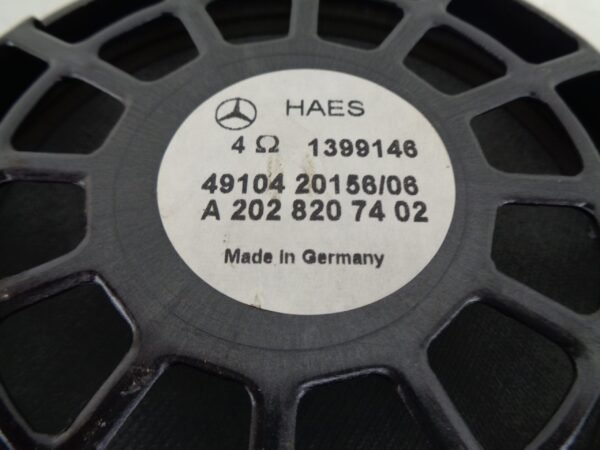 HAES
4 Ω 1399146
49104 20156/06
A 202 820 74 02
Made in Germany